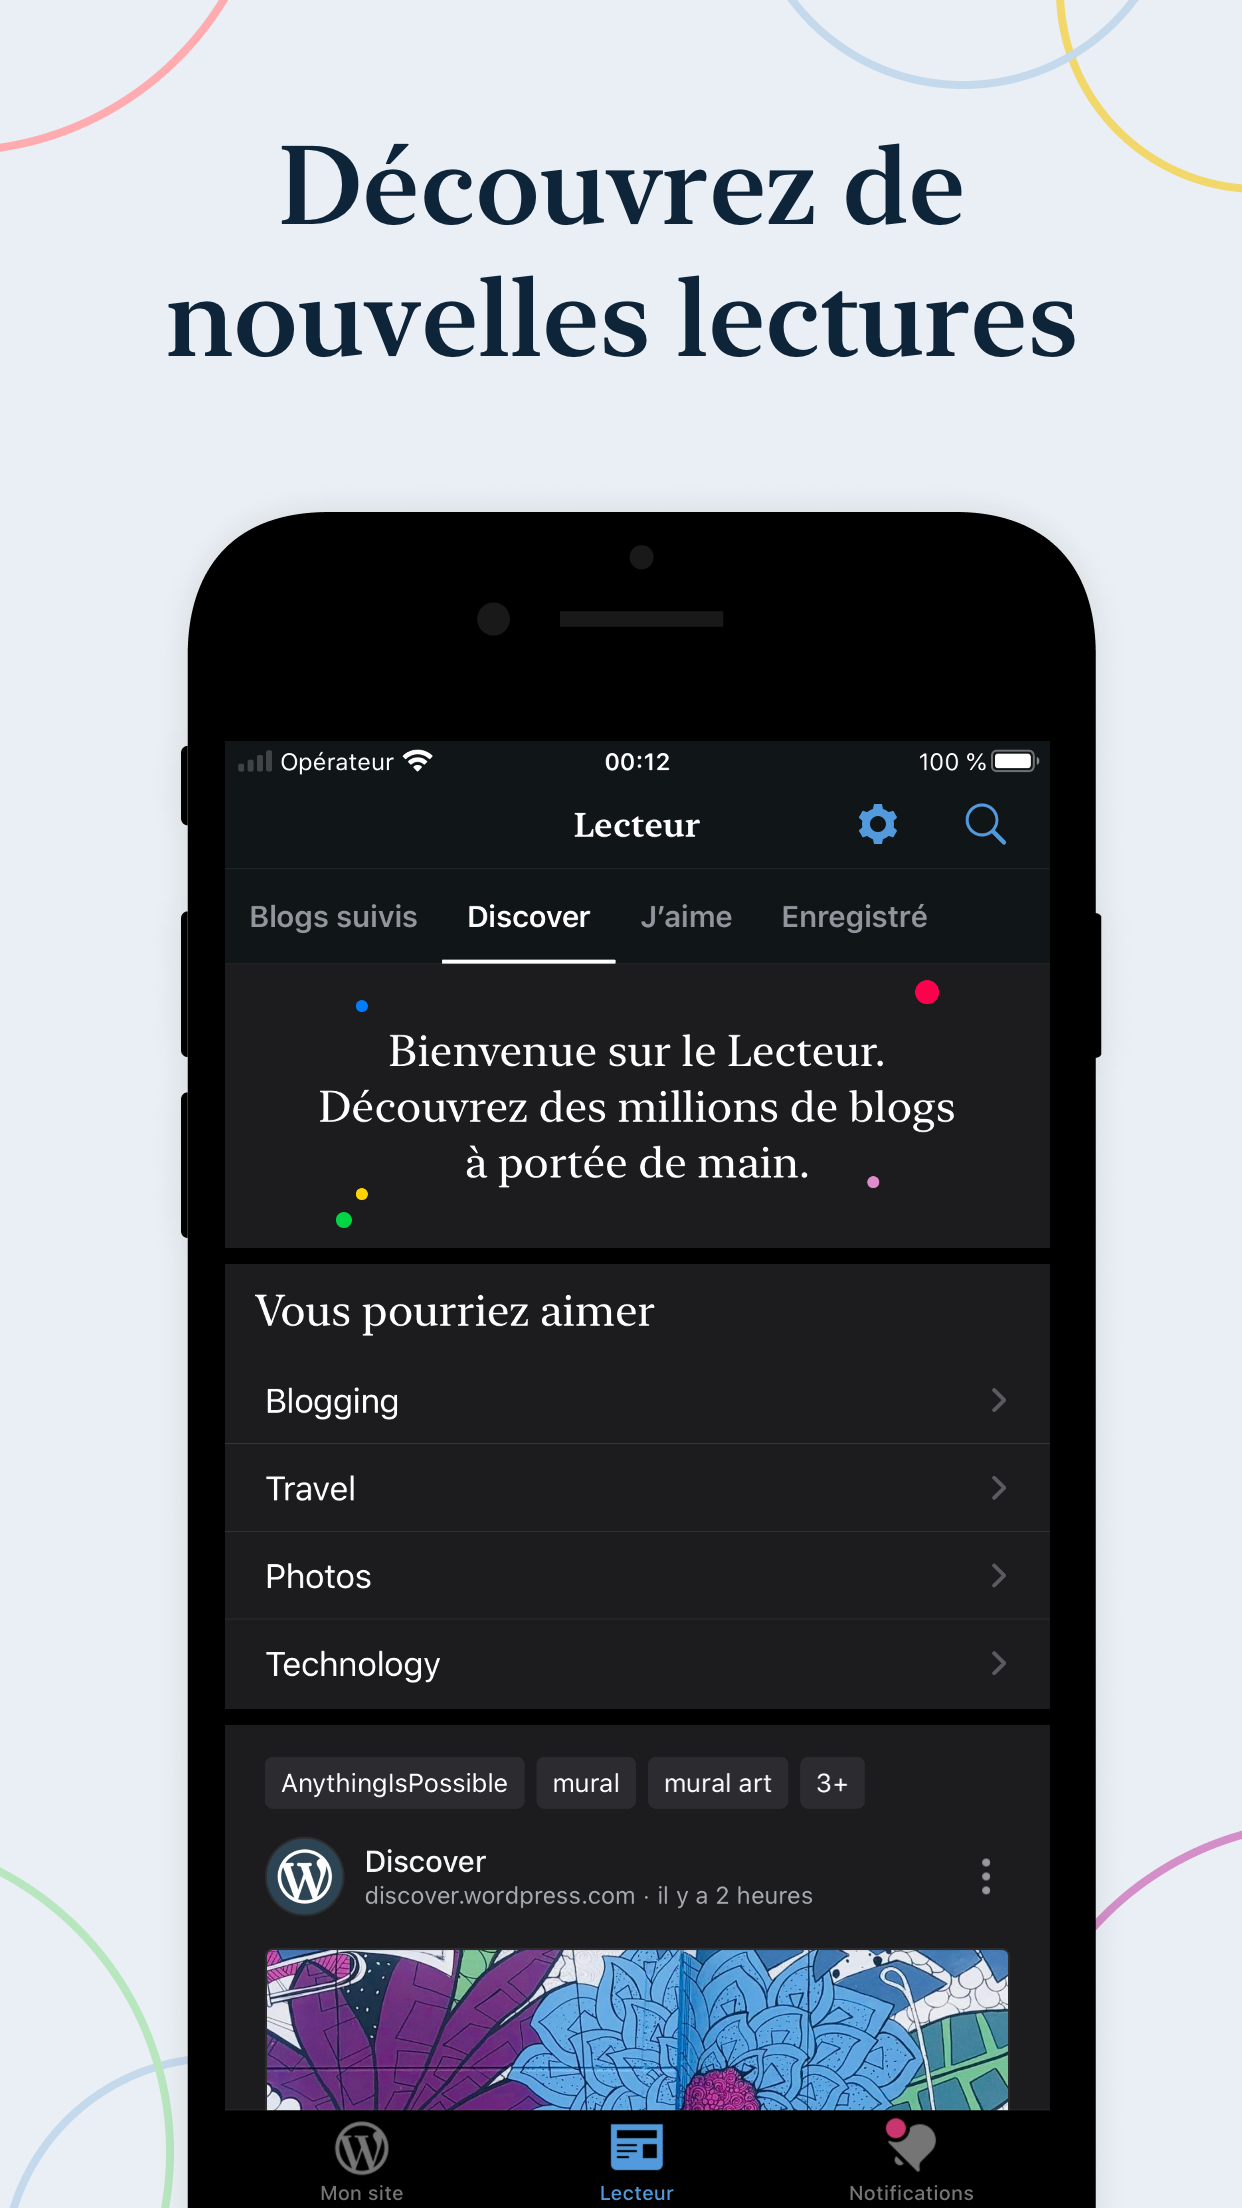 Découvrez de
nouvelles lectures
Opérateur 00:12 100 %
Lecteur
Blogs suivis Discover J’aime Enregistré
Bienvenue sur le Lecteur.
Découvrez des millions de blogs
à portée de main.
Vous pourriez aimer
Blogging
Travel
Photos
Technology
AnythingIsPossible mural mural art 3+
Discover
discover.wordpress.com · il y a 2 heures
Mon site Lecteur Notifications